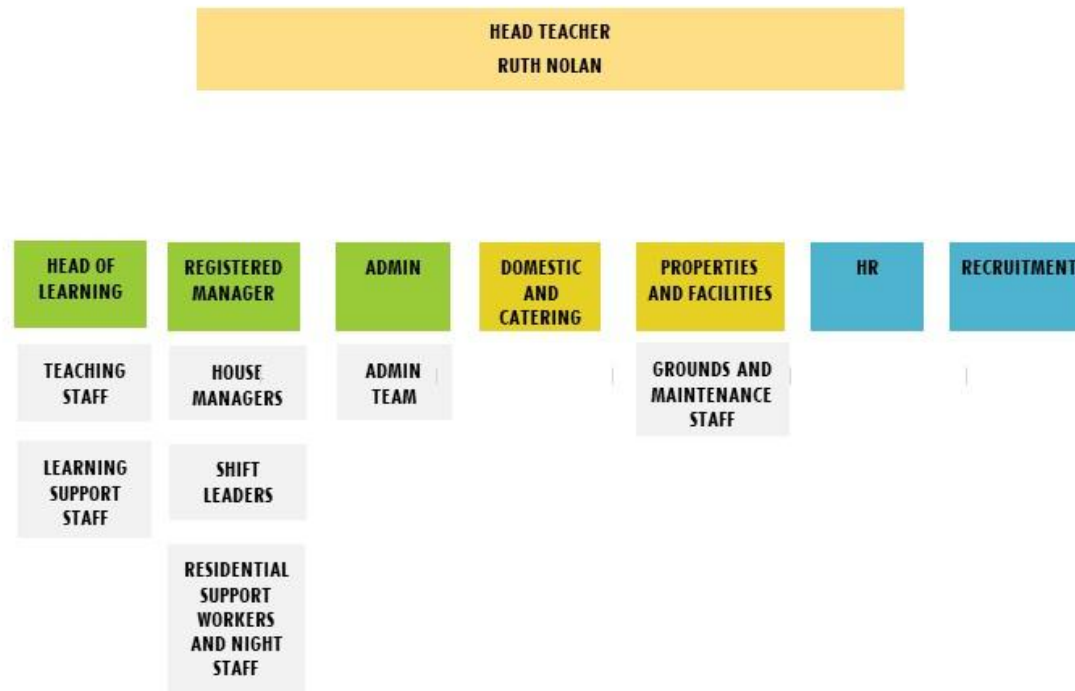 HEAD TEACHER
RUTH NOLAN
HEAD OF
LEARNING
REGISTERED
MANAGER
ADMIN
DOMESTIC
AND
CATERING
PROPERTIES
AND FACILITIES
HR
RECRUITMENT
TEACHING
STAFF
HOUSE
MANAGERS
ADMIN
TEAM
GROUNDS AND
MAINTENANCE
STAFF
LEARNING
SUPPORT
STAFF
SHIFT
LEADERS
RESIDENTIAL
SUPPORT
WORKERS
AND NIGHT
STAFF